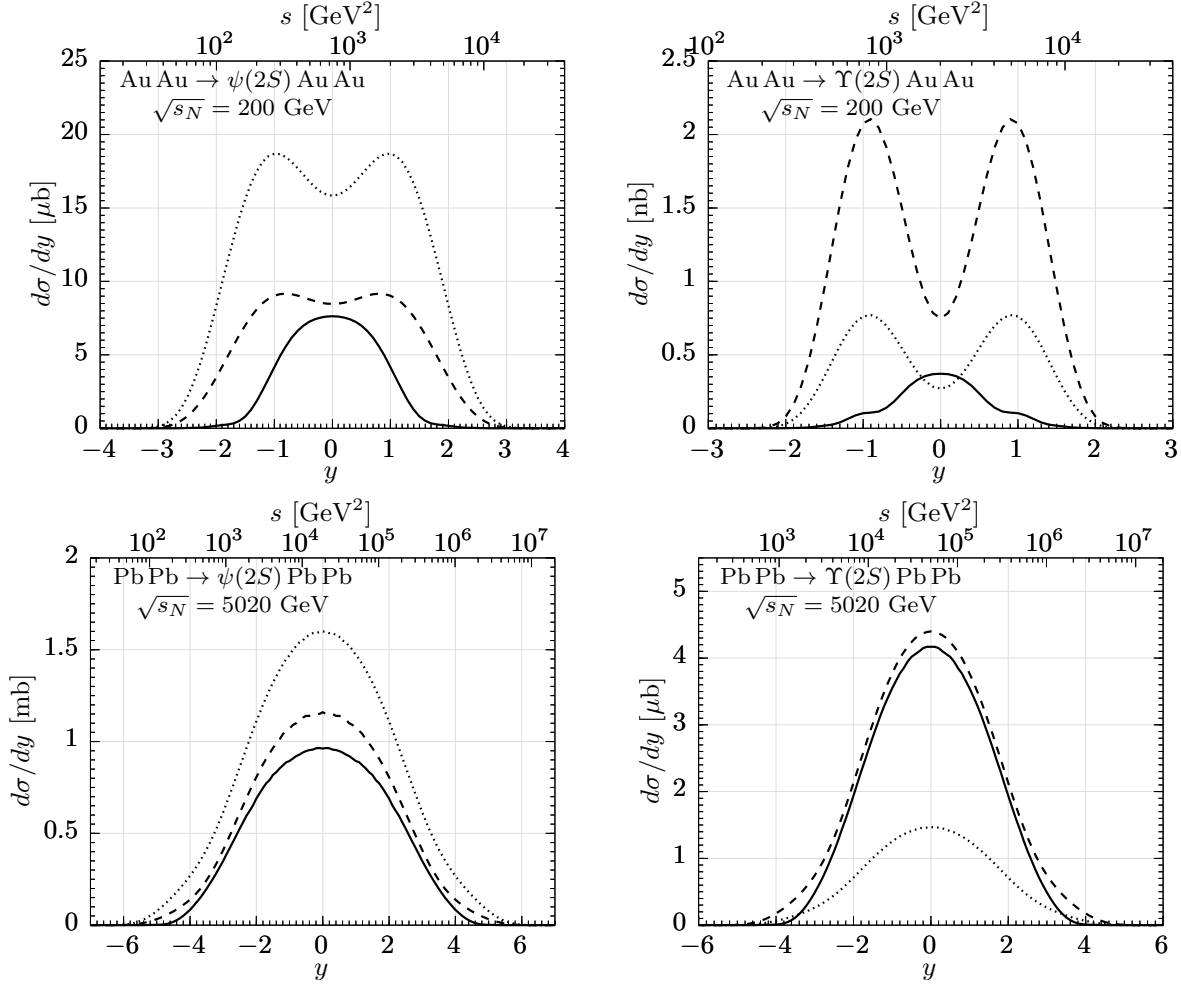 s [GeV²]
10² 10³ 10⁴
25
20
15
10
5
0
dσ/dy [μb]
Au Au → ψ(2S) Au Au
√s_N = 200 GeV
−4 −3 −2 −1 0 1 2 3 4
y
s [GeV²]
10² 10³ 10⁴
2.5
2
1.5
1
0.5
0
dσ/dy [nb]
Au Au → ϒ(2S) Au Au
√s_N = 200 GeV
−3 −2 −1 0 1 2 3
y
s [GeV²]
10² 10³ 10⁴ 10⁵ 10⁶ 10⁷
2
1.5
1
0.5
0
dσ/dy [mb]
Pb Pb → ψ(2S) Pb Pb
√s_N = 5020 GeV
−6 −4 −2 0 2 4 6
y
s [GeV²]
10³ 10⁴ 10⁵ 10⁶ 10⁷
5
4
3
2
1
0
dσ/dy [μb]
Pb Pb → ϒ(2S) Pb Pb
√s_N = 5020 GeV
−6 −4 −2 0 2 4 6
y